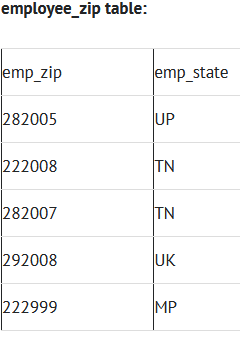 employee_zip table:
emp_zip emp_state
282005 UP
222008 TN
282007 TN
292008 UK
222999 MP